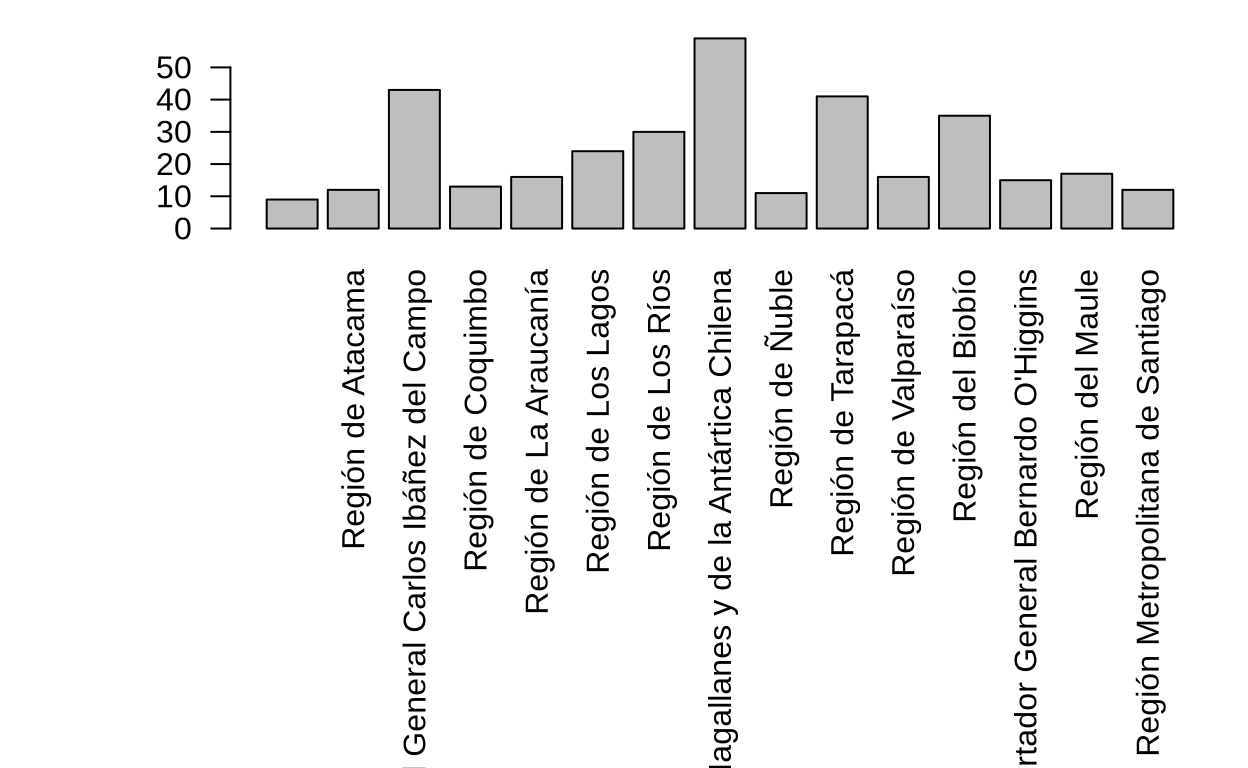 50
40
30
20
10
0
Región de Atacama
General Carlos Ibáñez del Campo
Región de Coquimbo
Región de La Araucanía
Región de Los Lagos
Región de Los Ríos
y de la Antártica Chilena
Región de Ñuble
Región de Tarapacá
Región de Valparaíso
Región del Biobío
General Bernardo O'Higgins
Región del Maule
Región Metropolitana de Santiago